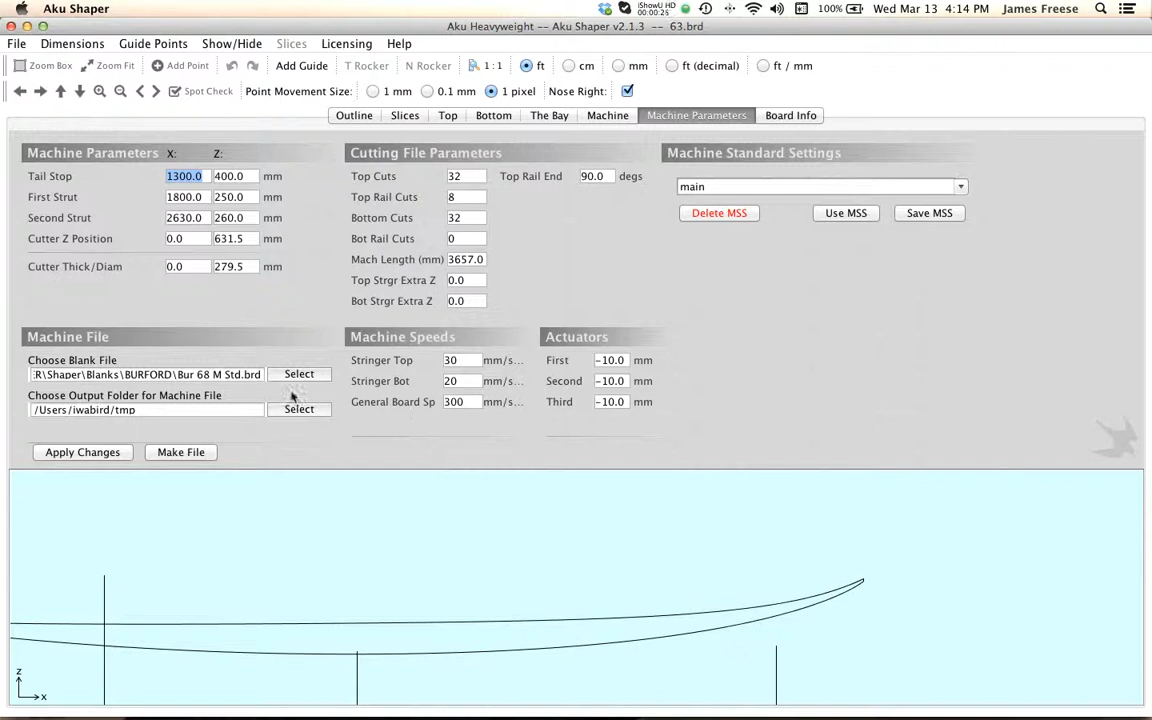 Aku Shaper iShowU HD 00:00:25 100% Wed Mar 13 4:14 PM James Freese
Aku Heavyweight -- Aku Shaper v2.1.3 -- 63.brd
File Dimensions Guide Points Show/Hide Slices Licensing Help
Zoom Box Zoom Fit Add Point Add Guide T Rocker N Rocker 1 : 1 ft cm mm ft (decimal) ft / mm
Spot Check Point Movement Size: 1 mm 0.1 mm 1 pixel Nose Right:
Outline Slices Top Bottom The Bay Machine Machine Parameters Board Info
Machine Parameters X: Z: Cutting File Parameters Machine Standard Settings
Tail Stop 1300.0 400.0 mm Top Cuts 32 Top Rail End 90.0 degs main
First Strut 1800.0 250.0 mm Top Rail Cuts 8
Delete MSS Use MSS Save MSS
Second Strut 2630.0 260.0 mm Bottom Cuts 32
Cutter Z Position 0.0 631.5 mm Bot Rail Cuts 0
Mach Length (mm) 3657.0
Cutter Thick/Diam 0.0 279.5 mm
Top Strgr Extra Z 0.0
Bot Strgr Extra Z 0.0
Machine File Machine Speeds Actuators
Choose Blank File Stringer Top 30 mm/s... First -10.0 mm
:R\Shaper\Blanks\BURFORD\Bur 68 M Std.brd Select
Stringer Bot 20 mm/s... Second -10.0 mm
Choose Output Folder for Machine File
General Board Sp 300 mm/s... Third -10.0 mm
/Users/iwabird/tmp Select
Apply Changes Make File
z
x